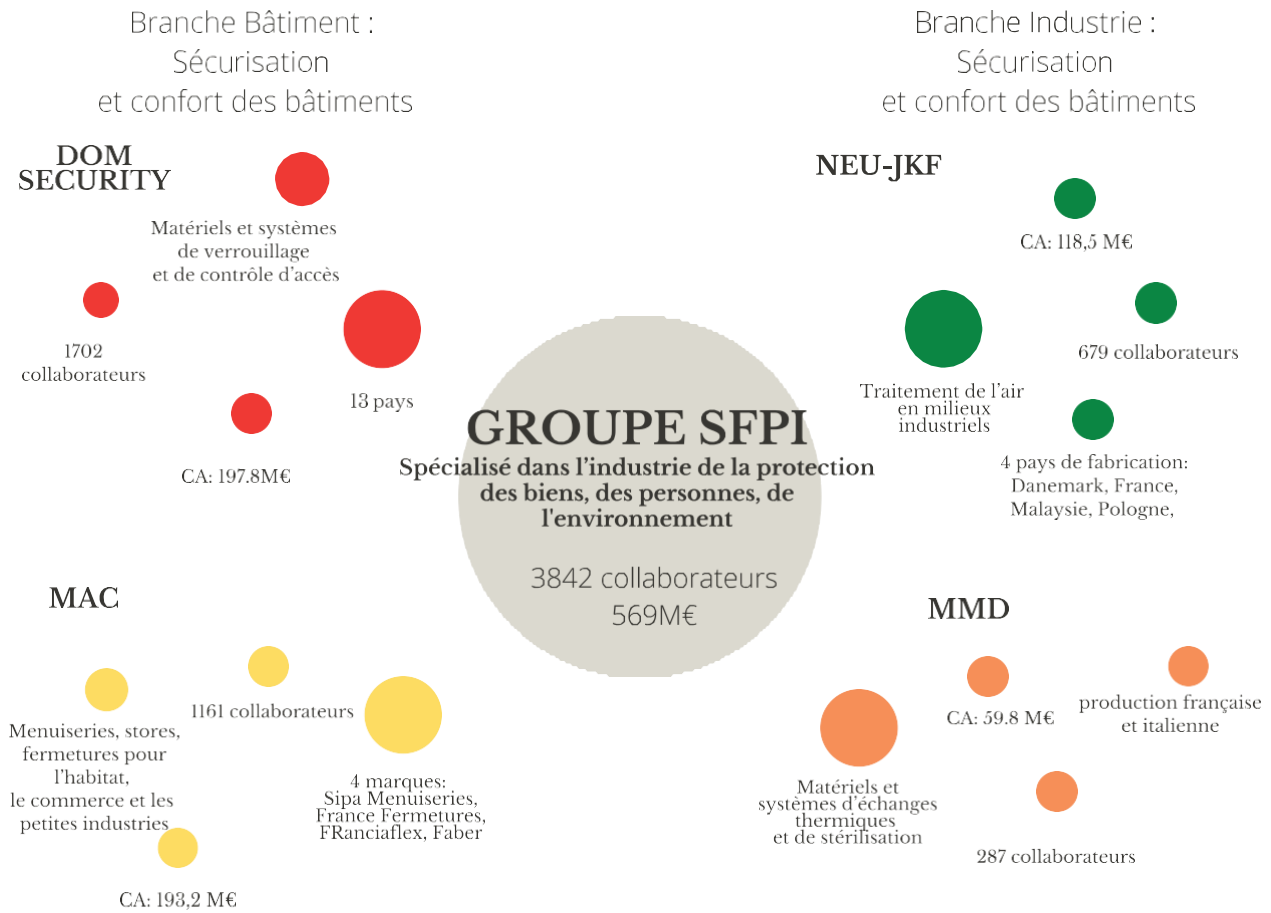 Branche Bâtiment :
Sécurisation
et confort des bâtiments
DOM
SECURITY
Matériels et systèmes
de verrouillage
et de contrôle d'accès
1702
collaborateurs
13 pays
CA: 197.8M€
Branche Industrie :
Sécurisation
et confort des bâtiments
NEU-JKF
CA: 118,5 M€
679 collaborateurs
Traitement de l'air
en milieux
industriels
4 pays de fabrication:
Danemark, France,
Malaysie, Pologne,
GROUPE SFPI
Spécialisé dans l'industrie de la protection
des biens, des personnes, de
l'environnement
3842 collaborateurs
569M€
MAC
1161 collaborateurs
Menuiseries, stores,
fermetures pour
l'habitat,
le commerce et les
petites industries
4 marques:
Sipa Menuiseries,
France Fermetures,
FRanciaflex, Faber
CA: 193,2 M€
MMD
CA: 59.8 M€
production française
et italienne
Matériels et
systèmes d'échanges
thermiques
et de stérilisation
287 collaborateurs